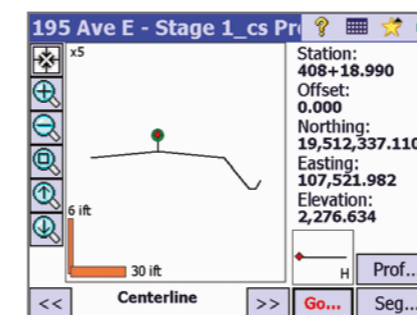 195 Ave E - Stage 1_cs Pr
x5
Station:
408+18.990
Offset:
0.000
Northing:
19,512,337.110
Easting:
107,521.982
Elevation:
2,276.634
6 ift
30 ift
H
Prof...
<<
Centerline
>>
Go...
Seg...